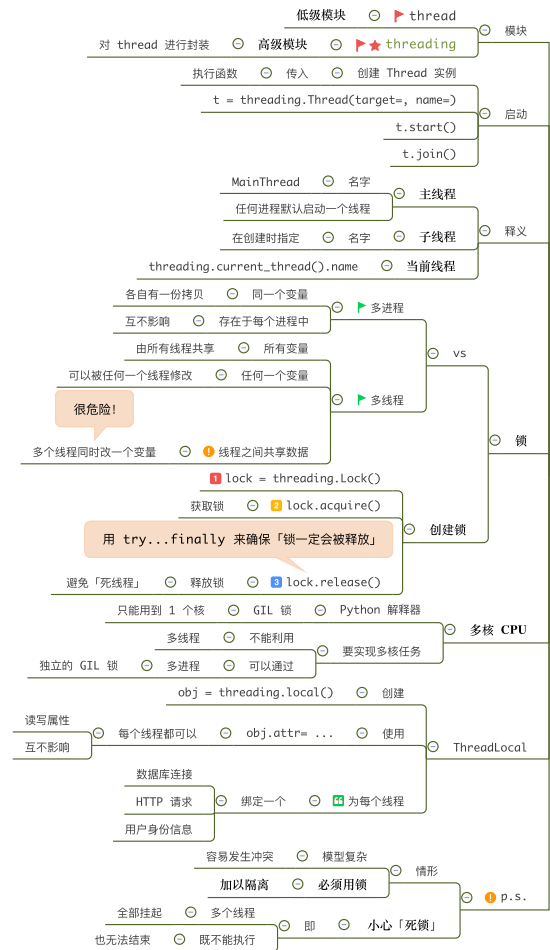 模块
低级模块 thread
对 thread 进行封装 高级模块 threading
启动
执行函数 传入 创建 Thread 实例
t = threading.Thread(target=, name=)
t.start()
t.join()
释义
主线程
MainThread 名字
任何进程默认启动一个线程
在创建时指定 名字 子线程
threading.current_thread().name 当前线程
锁
vs
多进程
各自有一份拷贝 同一个变量
互不影响 存在于每个进程中
多线程
由所有线程共享 所有变量
可以被任何一个线程修改 任何一个变量
很危险!
多个线程同时改一个变量 线程之间共享数据
创建锁
1 lock = threading.Lock()
获取锁 2 lock.acquire()
用 try...finally 来确保「锁一定会被释放」
避免「死线程」 释放锁 3 lock.release()
多核 CPU
只能用到 1 个核 GIL 锁 Python 解释器
要实现多核任务
多线程 不能利用
独立的 GIL 锁 多进程 可以通过
ThreadLocal
obj = threading.local() 创建
读写属性
互不影响
每个线程都可以 obj.attr= ... 使用
数据库连接
HTTP 请求
用户身份信息
绑定一个 为每个线程
p.s.
情形
容易发生冲突 模型复杂
加以隔离 必须用锁
即 小心「死锁」
全部挂起 多个线程
也无法结束 既不能执行